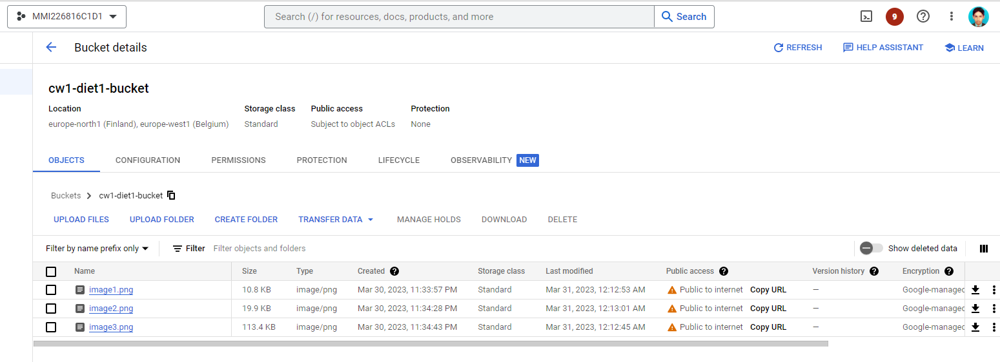 MMI226816C1D1 Search (/) for resources, docs, products, and more Search 9
Bucket details REFRESH HELP ASSISTANT LEARN
cw1-diet1-bucket
Location Storage class Public access Protection
europe-north1 (Finland), europe-west1 (Belgium) Standard Subject to object ACLs None
OBJECTS CONFIGURATION PERMISSIONS PROTECTION LIFECYCLE OBSERVABILITY NEW
Buckets cw1-diet1-bucket
UPLOAD FILES UPLOAD FOLDER CREATE FOLDER TRANSFER DATA MANAGE HOLDS DOWNLOAD DELETE
Filter by name prefix only Filter Filter objects and folders Show deleted data
Name Size Type Created Storage class Last modified Public access Version history Encryption
image1.png 10.8 KB image/png Mar 30, 2023, 11:33:57 PM Standard Mar 31, 2023, 12:12:53 AM Public to internet Copy URL — Google-managed
image2.png 19.9 KB image/png Mar 30, 2023, 11:34:28 PM Standard Mar 31, 2023, 12:13:01 AM Public to internet Copy URL — Google-managed
image3.png 113.4 KB image/png Mar 30, 2023, 11:34:43 PM Standard Mar 31, 2023, 12:12:45 AM Public to internet Copy URL — Google-managed